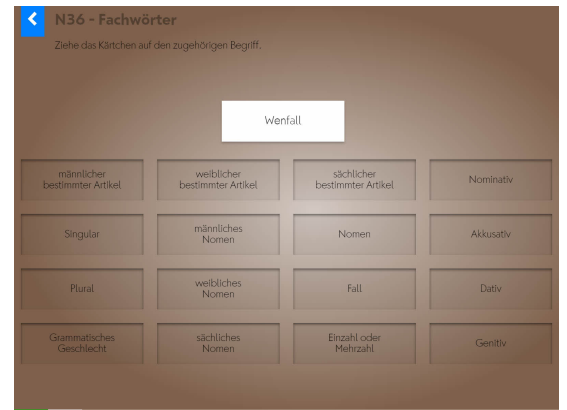 N36 - Fachwörter
Ziehe das Kärtchen auf den zugehörigen Begriff.
Wenfall
männlicher
bestimmter Artikel
weiblicher
bestimmter Artikel
sächlicher
bestimmter Artikel
Nominativ
Singular
männliches
Nomen
Nomen
Akkusativ
Plural
weibliches
Nomen
Fall
Dativ
Grammatisches
Geschlecht
sächliches
Nomen
Einzahl oder
Mehrzahl
Genitiv